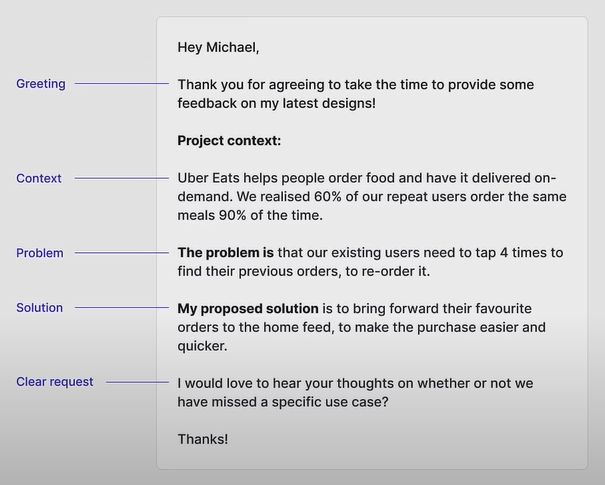 Hey Michael,
Greeting
Thank you for agreeing to take the time to provide some
feedback on my latest designs!
Project context:
Context
Uber Eats helps people order food and have it delivered on-
demand. We realised 60% of our repeat users order the same
meals 90% of the time.
Problem
The problem is that our existing users need to tap 4 times to
find their previous orders, to re-order it.
Solution
My proposed solution is to bring forward their favourite
orders to the home feed, to make the purchase easier and
quicker.
Clear request
I would love to hear your thoughts on whether or not we
have missed a specific use case?
Thanks!